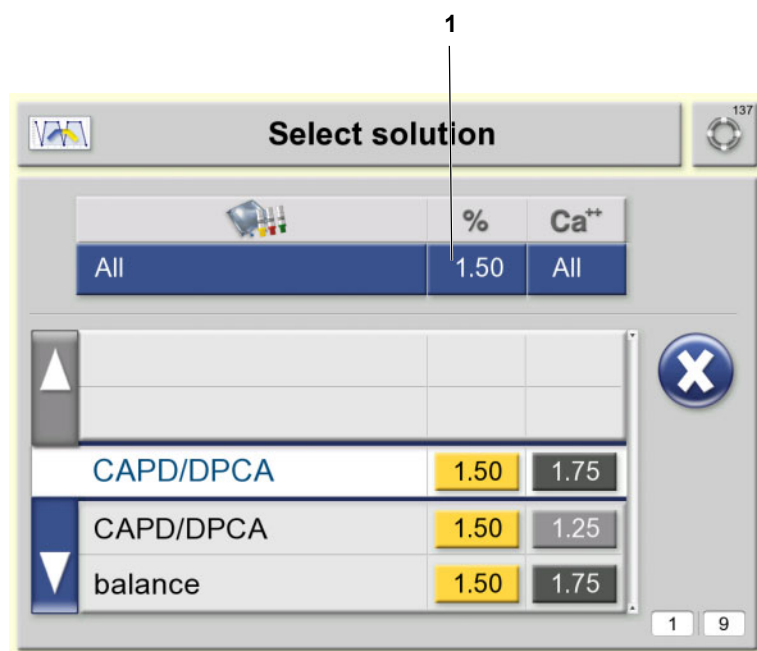 1
137
Select solution
% Ca++
All 1.50 All
CAPD/DPCA 1.50 1.75
CAPD/DPCA 1.50 1.25
balance 1.50 1.75
1 9